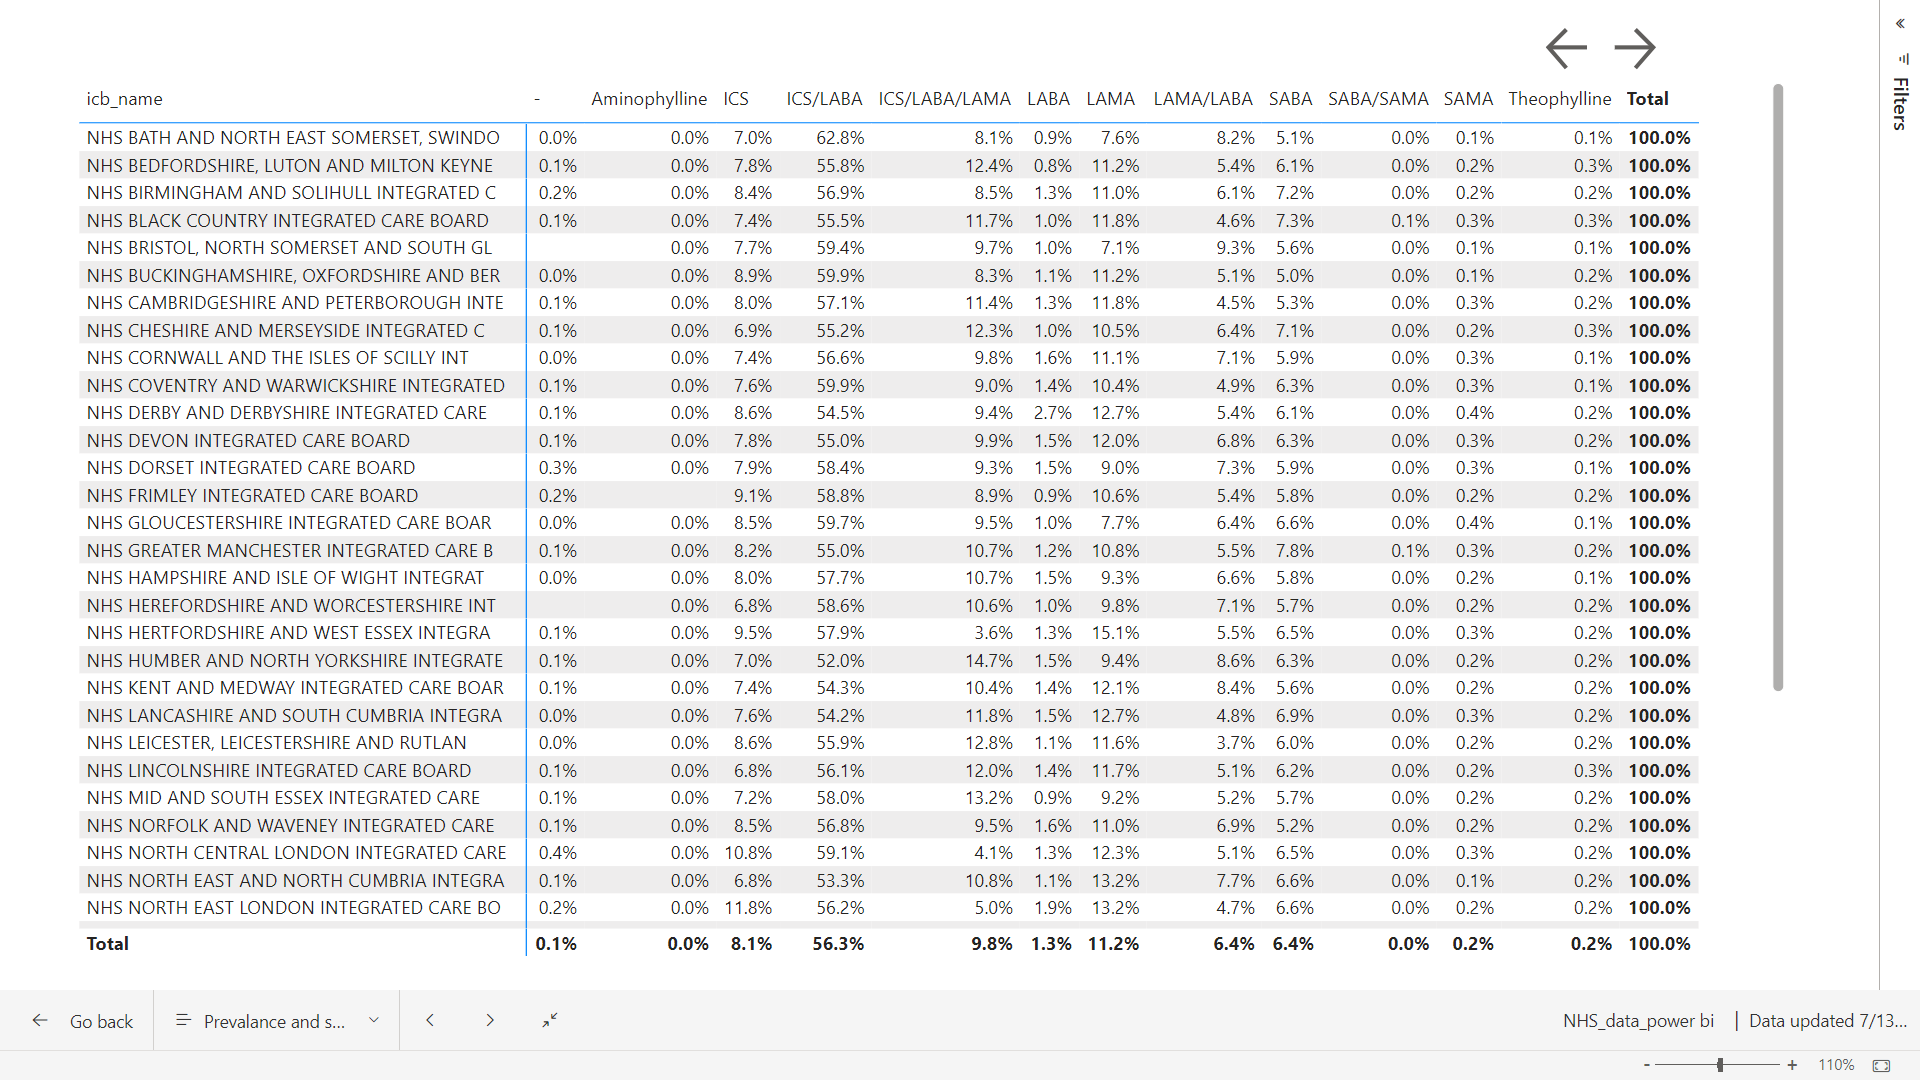 «
Filters
icb_name - Aminophylline ICS ICS/LABA ICS/LABA/LAMA LABA LAMA LAMA/LABA SABA SABA/SAMA SAMA Theophylline Total
NHS BATH AND NORTH EAST SOMERSET, SWINDO 0.0% 0.0% 7.0% 62.8% 8.1% 0.9% 7.6% 8.2% 5.1% 0.0% 0.1% 0.1% 100.0%
NHS BEDFORDSHIRE, LUTON AND MILTON KEYNE 0.1% 0.0% 7.8% 55.8% 12.4% 0.8% 11.2% 5.4% 6.1% 0.0% 0.2% 0.3% 100.0%
NHS BIRMINGHAM AND SOLIHULL INTEGRATED C 0.2% 0.0% 8.4% 56.9% 8.5% 1.3% 11.0% 6.1% 7.2% 0.0% 0.2% 0.2% 100.0%
NHS BLACK COUNTRY INTEGRATED CARE BOARD 0.1% 0.0% 7.4% 55.5% 11.7% 1.0% 11.8% 4.6% 7.3% 0.1% 0.3% 0.3% 100.0%
NHS BRISTOL, NORTH SOMERSET AND SOUTH GL 0.0% 7.7% 59.4% 9.7% 1.0% 7.1% 9.3% 5.6% 0.0% 0.1% 0.1% 100.0%
NHS BUCKINGHAMSHIRE, OXFORDSHIRE AND BER 0.0% 0.0% 8.9% 59.9% 8.3% 1.1% 11.2% 5.1% 5.0% 0.0% 0.1% 0.2% 100.0%
NHS CAMBRIDGESHIRE AND PETERBOROUGH INTE 0.1% 0.0% 8.0% 57.1% 11.4% 1.3% 11.8% 4.5% 5.3% 0.0% 0.3% 0.2% 100.0%
NHS CHESHIRE AND MERSEYSIDE INTEGRATED C 0.1% 0.0% 6.9% 55.2% 12.3% 1.0% 10.5% 6.4% 7.1% 0.0% 0.2% 0.3% 100.0%
NHS CORNWALL AND THE ISLES OF SCILLY INT 0.0% 0.0% 7.4% 56.6% 9.8% 1.6% 11.1% 7.1% 5.9% 0.0% 0.3% 0.1% 100.0%
NHS COVENTRY AND WARWICKSHIRE INTEGRATED 0.1% 0.0% 7.6% 59.9% 9.0% 1.4% 10.4% 4.9% 6.3% 0.0% 0.3% 0.1% 100.0%
NHS DERBY AND DERBYSHIRE INTEGRATED CARE 0.1% 0.0% 8.6% 54.5% 9.4% 2.7% 12.7% 5.4% 6.1% 0.0% 0.4% 0.2% 100.0%
NHS DEVON INTEGRATED CARE BOARD 0.1% 0.0% 7.8% 55.0% 9.9% 1.5% 12.0% 6.8% 6.3% 0.0% 0.3% 0.2% 100.0%
NHS DORSET INTEGRATED CARE BOARD 0.3% 0.0% 7.9% 58.4% 9.3% 1.5% 9.0% 7.3% 5.9% 0.0% 0.3% 0.1% 100.0%
NHS FRIMLEY INTEGRATED CARE BOARD 0.2% 9.1% 58.8% 8.9% 0.9% 10.6% 5.4% 5.8% 0.0% 0.2% 0.2% 100.0%
NHS GLOUCESTERSHIRE INTEGRATED CARE BOAR 0.0% 0.0% 8.5% 59.7% 9.5% 1.0% 7.7% 6.4% 6.6% 0.0% 0.4% 0.1% 100.0%
NHS GREATER MANCHESTER INTEGRATED CARE B 0.1% 0.0% 8.2% 55.0% 10.7% 1.2% 10.8% 5.5% 7.8% 0.1% 0.3% 0.2% 100.0%
NHS HAMPSHIRE AND ISLE OF WIGHT INTEGRAT 0.0% 0.0% 8.0% 57.7% 10.7% 1.5% 9.3% 6.6% 5.8% 0.0% 0.2% 0.1% 100.0%
NHS HEREFORDSHIRE AND WORCESTERSHIRE INT 0.0% 6.8% 58.6% 10.6% 1.0% 9.8% 7.1% 5.7% 0.0% 0.2% 0.2% 100.0%
NHS HERTFORDSHIRE AND WEST ESSEX INTEGRA 0.1% 0.0% 9.5% 57.9% 3.6% 1.3% 15.1% 5.5% 6.5% 0.0% 0.3% 0.2% 100.0%
NHS HUMBER AND NORTH YORKSHIRE INTEGRATE 0.1% 0.0% 7.0% 52.0% 14.7% 1.5% 9.4% 8.6% 6.3% 0.0% 0.2% 0.2% 100.0%
NHS KENT AND MEDWAY INTEGRATED CARE BOAR 0.1% 0.0% 7.4% 54.3% 10.4% 1.4% 12.1% 8.4% 5.6% 0.0% 0.2% 0.2% 100.0%
NHS LANCASHIRE AND SOUTH CUMBRIA INTEGRA 0.0% 0.0% 7.6% 54.2% 11.8% 1.5% 12.7% 4.8% 6.9% 0.0% 0.3% 0.2% 100.0%
NHS LEICESTER, LEICESTERSHIRE AND RUTLAN 0.0% 0.0% 8.6% 55.9% 12.8% 1.1% 11.6% 3.7% 6.0% 0.0% 0.2% 0.2% 100.0%
NHS LINCOLNSHIRE INTEGRATED CARE BOARD 0.1% 0.0% 6.8% 56.1% 12.0% 1.4% 11.7% 5.1% 6.2% 0.0% 0.2% 0.3% 100.0%
NHS MID AND SOUTH ESSEX INTEGRATED CARE 0.1% 0.0% 7.2% 58.0% 13.2% 0.9% 9.2% 5.2% 5.7% 0.0% 0.2% 0.2% 100.0%
NHS NORFOLK AND WAVENEY INTEGRATED CARE 0.1% 0.0% 8.5% 56.8% 9.5% 1.6% 11.0% 6.9% 5.2% 0.0% 0.2% 0.2% 100.0%
NHS NORTH CENTRAL LONDON INTEGRATED CARE 0.4% 0.0% 10.8% 59.1% 4.1% 1.3% 12.3% 5.1% 6.5% 0.0% 0.3% 0.2% 100.0%
NHS NORTH EAST AND NORTH CUMBRIA INTEGRA 0.1% 0.0% 6.8% 53.3% 10.8% 1.1% 13.2% 7.7% 6.6% 0.0% 0.1% 0.2% 100.0%
NHS NORTH EAST LONDON INTEGRATED CARE BO 0.2% 0.0% 11.8% 56.2% 5.0% 1.9% 13.2% 4.7% 6.6% 0.0% 0.2% 0.2% 100.0%
Total 0.1% 0.0% 8.1% 56.3% 9.8% 1.3% 11.2% 6.4% 6.4% 0.0% 0.2% 0.2% 100.0%
Go back Prevalance and s... NHS_data_power bi | Data updated 7/13...
- + 110%